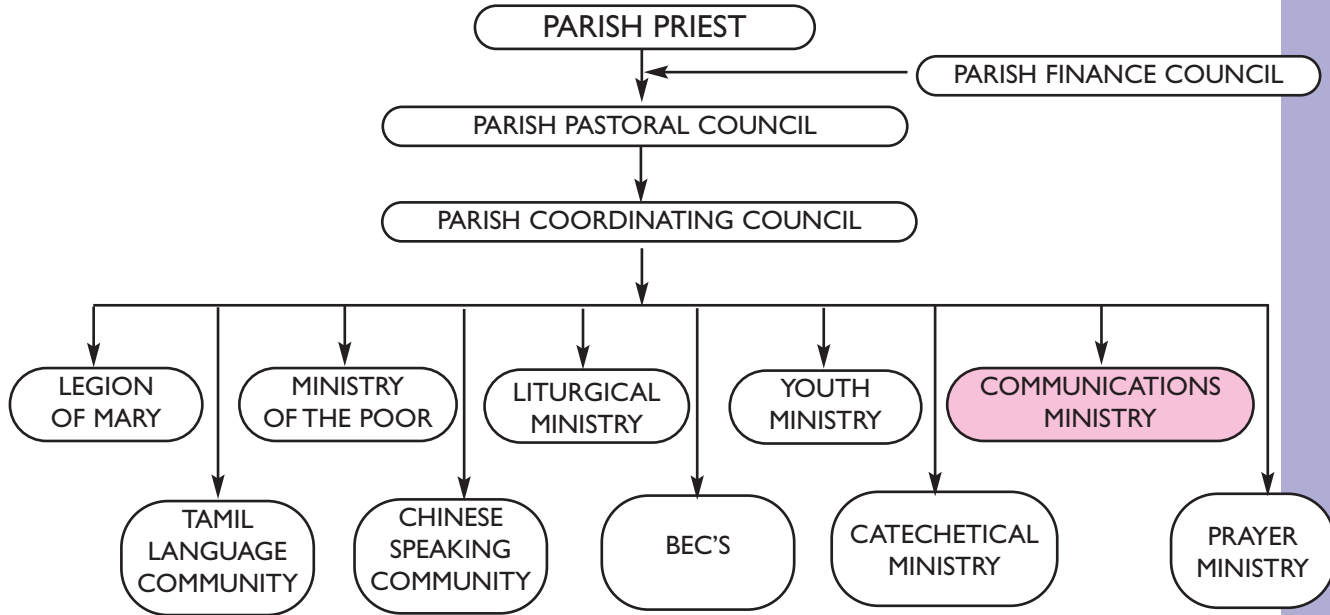 PARISH PRIEST
PARISH FINANCE COUNCIL
PARISH PASTORAL COUNCIL
PARISH COORDINATING COUNCIL
LEGION
OF MARY
MINISTRY
OF THE POOR
LITURGICAL
MINISTRY
YOUTH
MINISTRY
COMMUNICATIONS
MINISTRY
TAMIL
LANGUAGE
COMMUNITY
CHINESE
SPEAKING
COMMUNITY
BEC'S
CATECHETICAL
MINISTRY
PRAYER
MINISTRY